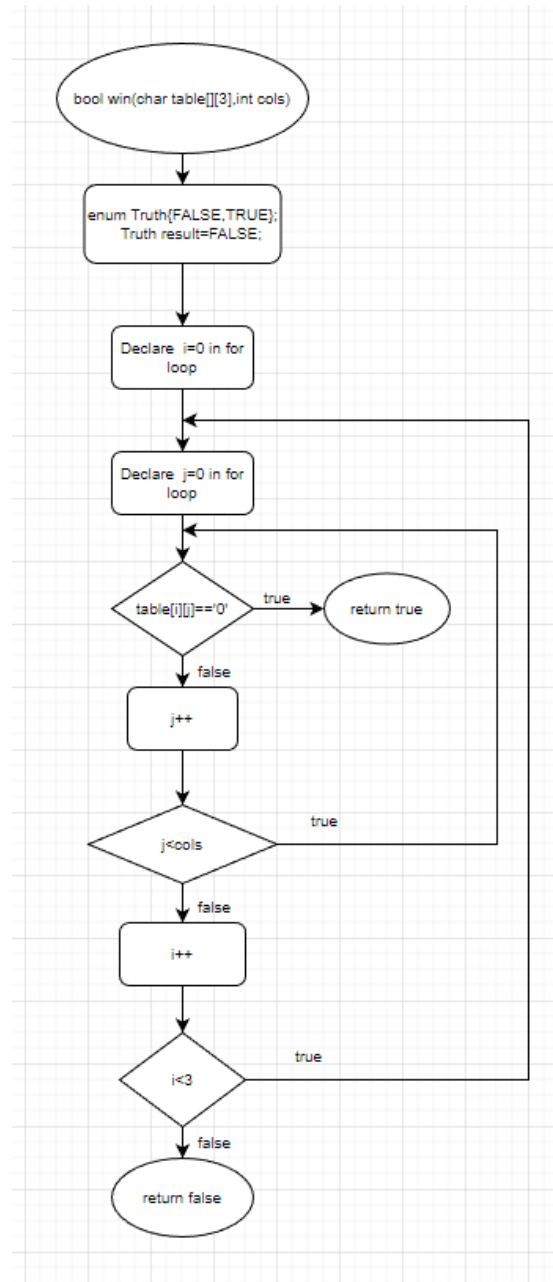 bool win(char table[][3],int cols)
enum Truth{FALSE,TRUE};
Truth result=FALSE;
Declare i=0 in for
loop
Declare j=0 in for
loop
table[i][j]=='0'
true
return true
false
j++
j<cols
true
false
i++
i<3
true
false
return false